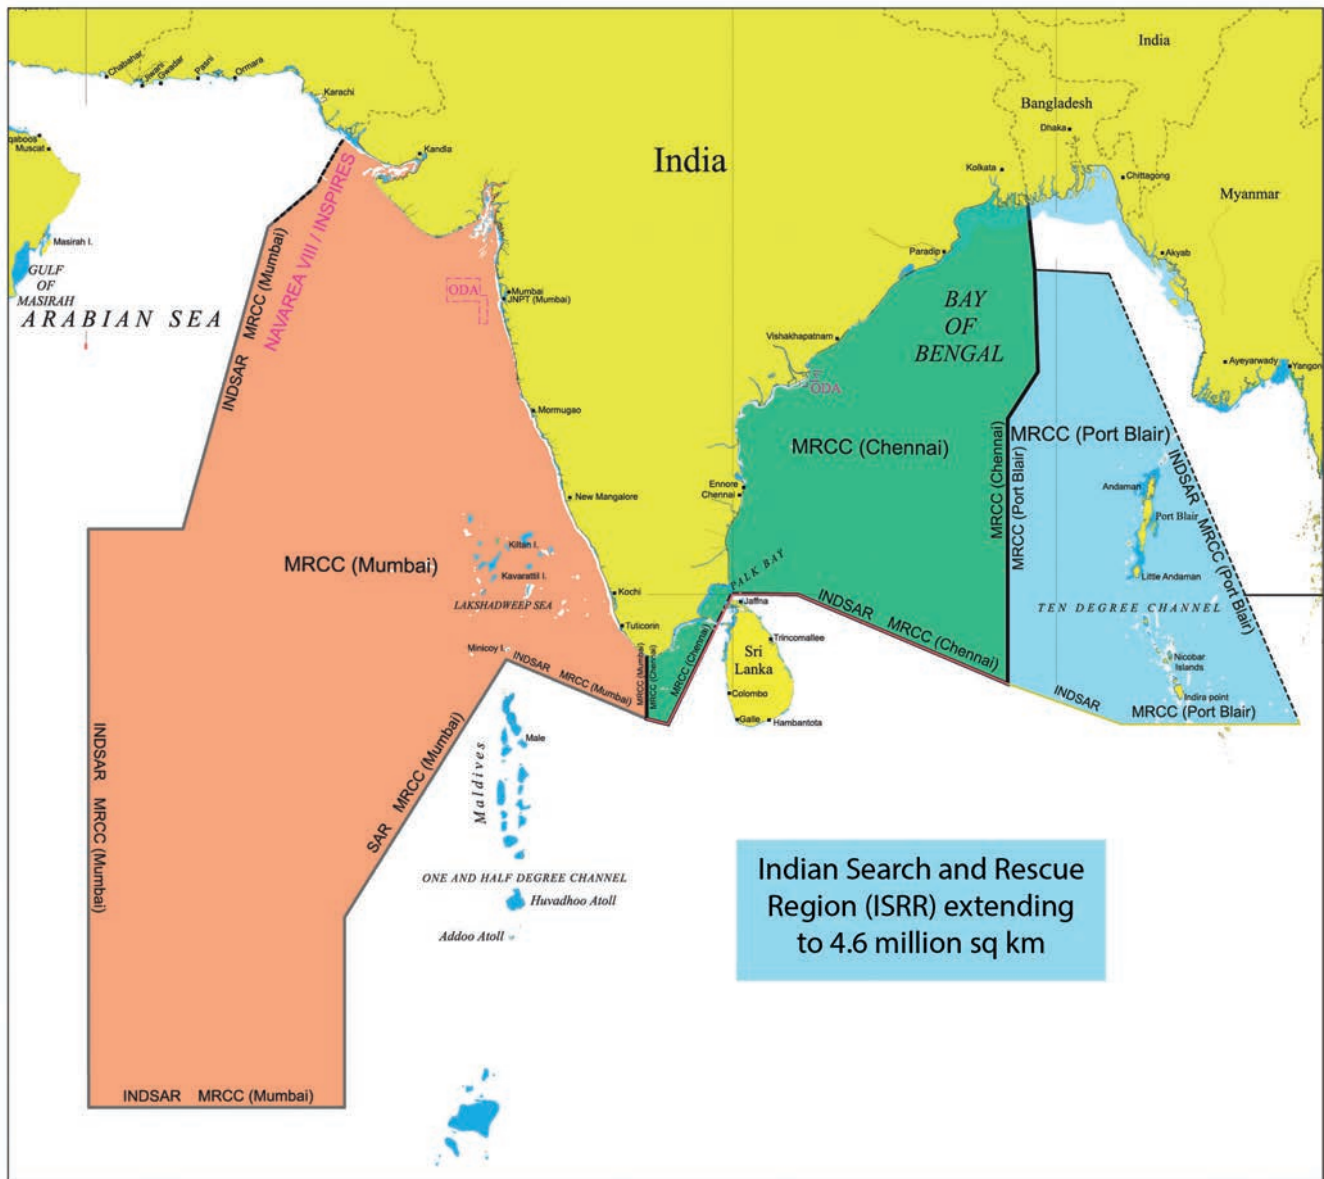 India
Bangladesh
Dhaka
Chabahar
Jiwani
Gwadar
Pasni
Ormara
Karachi
qaboos
Muscat
Kandla
India
Kolkata
Chittagong
Myanmar
NAVAREA VIII / INSPIRES
INDSAR MRCC (Mumbai)
Masirah I.
GULF
OF
MASIRAH
ARABIAN SEA
Paradip
Akyab
ODA
Mumbai
JNPT (Mumbai)
BAY
OF
BENGAL
Vishakhapatnam
ODA
Ayeyarwady
Yangon
Mormugao
MRCC (Chennai)
MRCC (Port Blair)
MRCC (Chennai)
MRCC (Port Blair)
INDSAR MRCC (Port Blair)
Ennore
Chennai
New Mangalore
Andaman
Port Blair
Kiltan I.
MRCC (Mumbai)
Kavarattil I.
LAKSHADWEEP SEA
Kochi
PALK BAY
Jaffna
Little Andaman
TEN DEGREE CHANNEL
INDSAR MRCC (Chennai)
Tuticorin
Trincomallee
Minicoy I.
INDSAR MRCC (Mumbai)
MRCC (Mumbai)
MRCC (Chennai)
MRCC (Chennai)
Sri
Lanka
Colombo
Galle
Hambantota
Nicobar
Islands
Indira point
INDSAR
MRCC (Port Blair)
INDSAR MRCC (Mumbai)
SAR MRCC (Mumbai)
Male
Maldives
ONE AND HALF DEGREE CHANNEL
Huvadhoo Atoll
Addoo Atoll
Indian Search and Rescue
Region (ISRR) extending
to 4.6 million sq km
INDSAR MRCC (Mumbai)